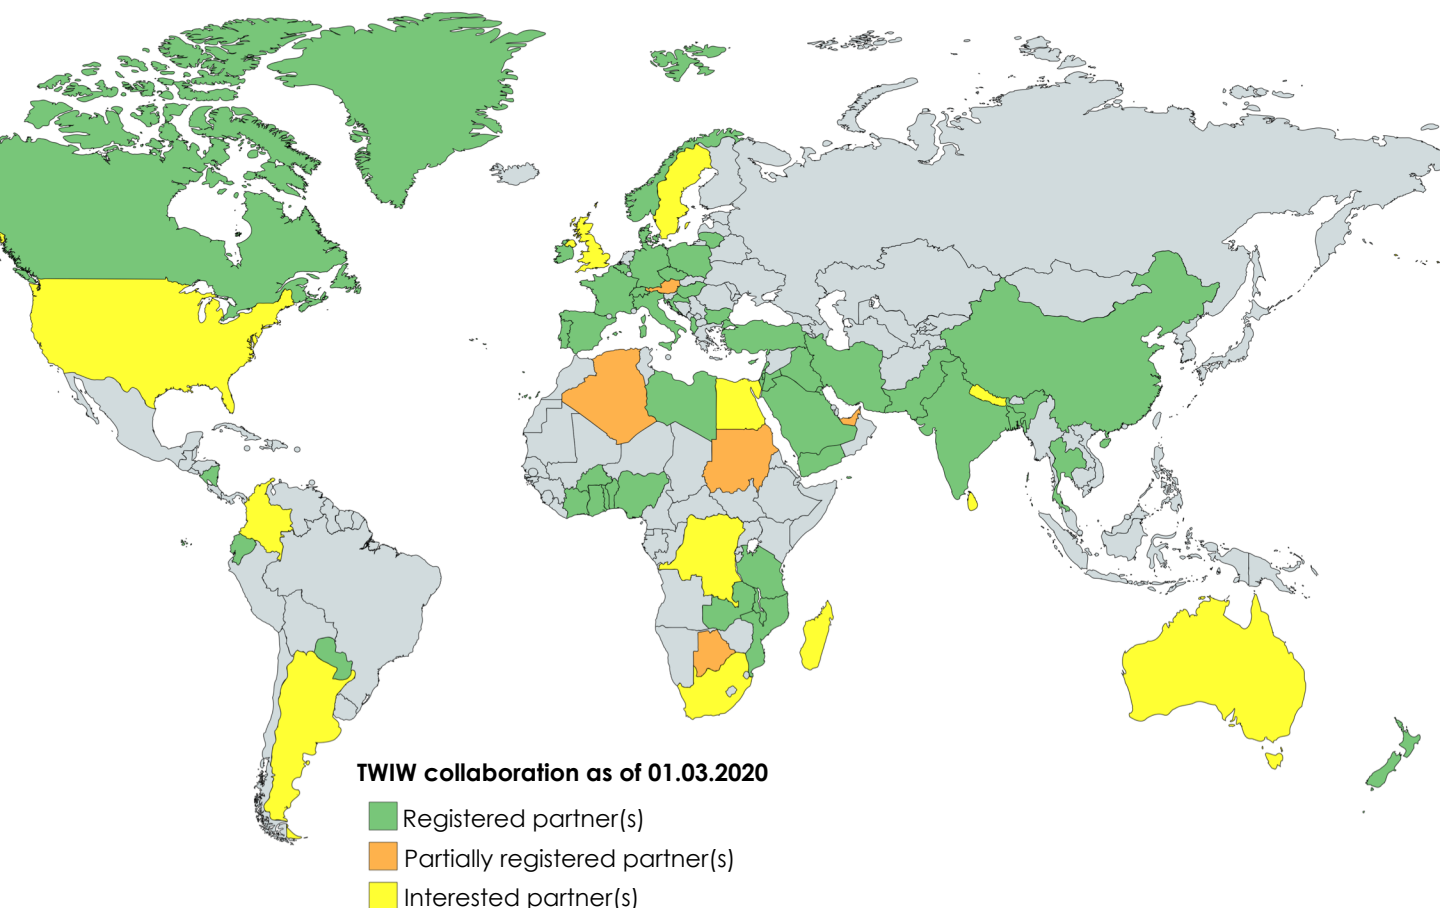 TWIW collaboration as of 01.03.2020
Registered partner(s)
Partially registered partner(s)
Interested partner(s)